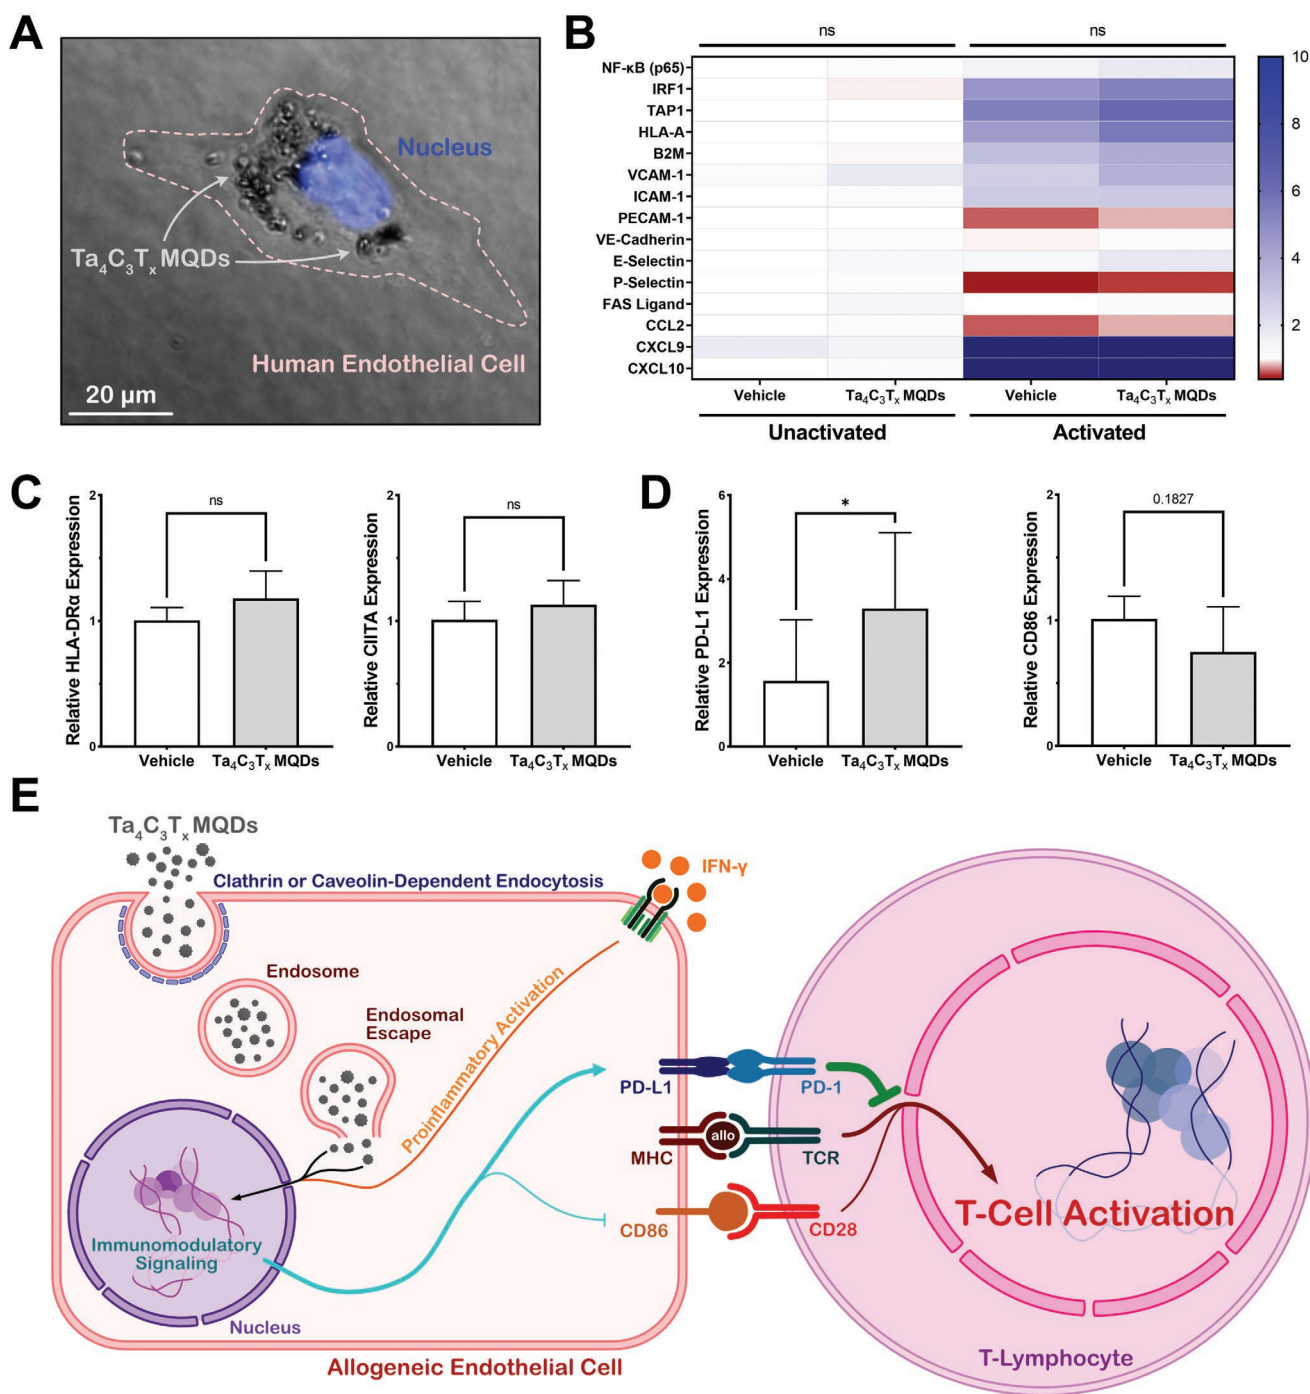 A
Nucleus
Ta₄C₃Tₓ MQDs
Human Endothelial Cell
20 µm
B
ns
ns
NF-κB (p65)
IRF1
TAP1
HLA-A
B2M
VCAM-1
ICAM-1
PECAM-1
VE-Cadherin
E-Selectin
P-Selectin
FAS Ligand
CCL2
CXCL9
CXCL10
10
8
6
4
2
Vehicle
Ta₄C₃Tₓ MQDs
Vehicle
Ta₄C₃Tₓ MQDs
Unactivated
Activated
C
Relative HLA-DRα Expression
2
1
0
ns
Vehicle
Ta₄C₃Tₓ MQDs
Relative CIITA Expression
2
1
0
ns
Vehicle
Ta₄C₃Tₓ MQDs
D
Relative PD-L1 Expression
6
4
2
0
*
Vehicle
Ta₄C₃Tₓ MQDs
Relative CD86 Expression
2
1
0
0.1827
Vehicle
Ta₄C₃Tₓ MQDs
E
Ta₄C₃Tₓ MQDs
Clathrin or Caveolin-Dependent Endocytosis
IFN-γ
Endosome
Endosomal
Escape
Proinflammatory Activation
PD-L1
PD-1
MHC
allo
TCR
CD86
CD28
T-Cell Activation
Immunomodulatory
Signaling
Nucleus
Allogeneic Endothelial Cell
T-Lymphocyte